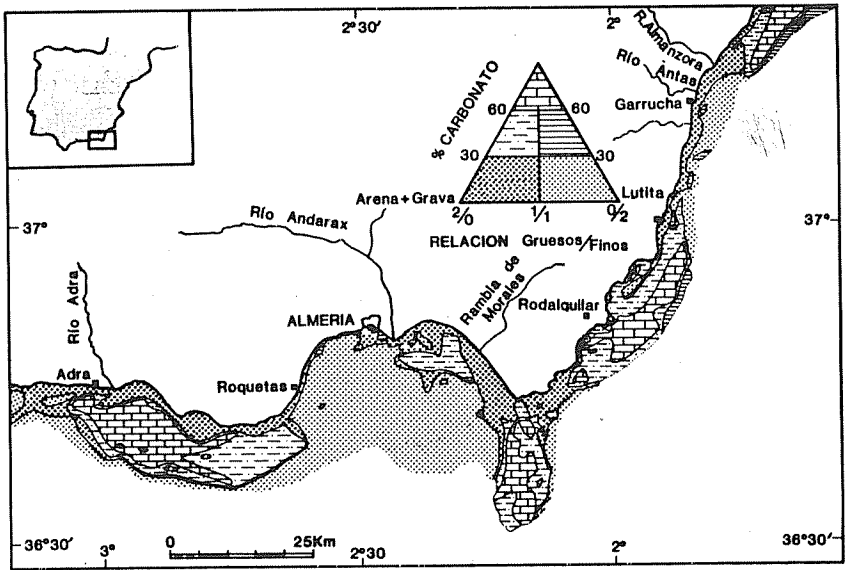 2°30'
2°
R. Almanzora
Río Antas
Garrucha
% CARBONATO
60
60
30
30
Arena + Grava
Lutita
2/0
1/1
0/2
RELACION Gruesos/Finos
37°
37°
Río Andarax
Río Adra
Rambla de
Morales
Rodalquilar
ALMERIA
Adra
Roquetas
36°30'
3°
0
25Km
2°30
2°
36°30'